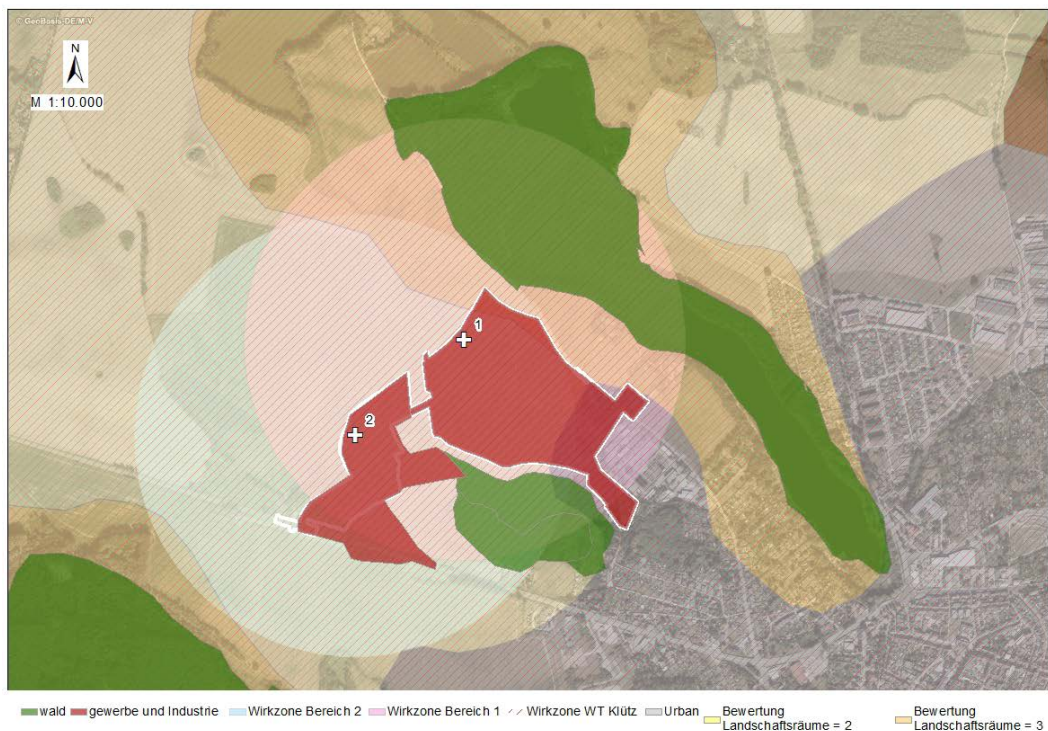 © GeoBasis-DE/M-V
N
M 1:10.000
1
2
wald gewerbe und Industrie Wirkzone Bereich 2 Wirkzone Bereich 1 Wirkzone WT Klütz Urban Bewertung Landschaftsräume = 2 Bewertung Landschaftsräume = 3